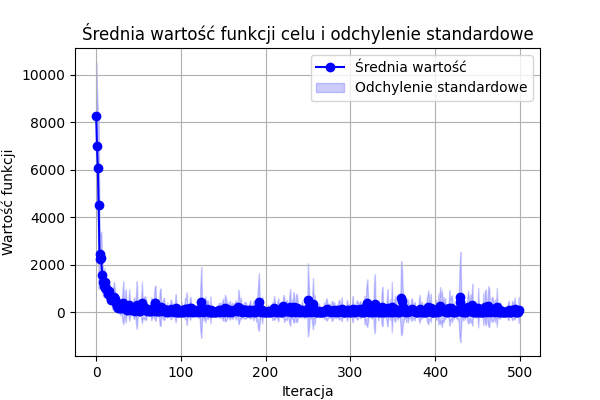 Średnia wartość funkcji celu i odchylenie standardowe
Średnia wartość
Odchylenie standardowe
Wartość funkcji
10000
8000
6000
4000
2000
0
0 100 200 300 400 500
Iteracja